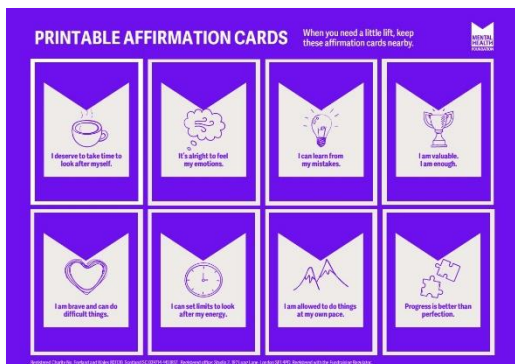 PRINTABLE AFFIRMATION CARDS
When you need a little lift, keep
these affirmation cards nearby.
MENTAL
HEALTH
FOUNDATION
I deserve to take time to
look after myself.
It's alright to feel
my emotions.
I can learn from
my mistakes.
I am valuable.
I am enough.
I am brave and can do
difficult things.
I can set limits to look
after my energy.
I am allowed to do things
at my own pace.
Progress is better than
perfection.